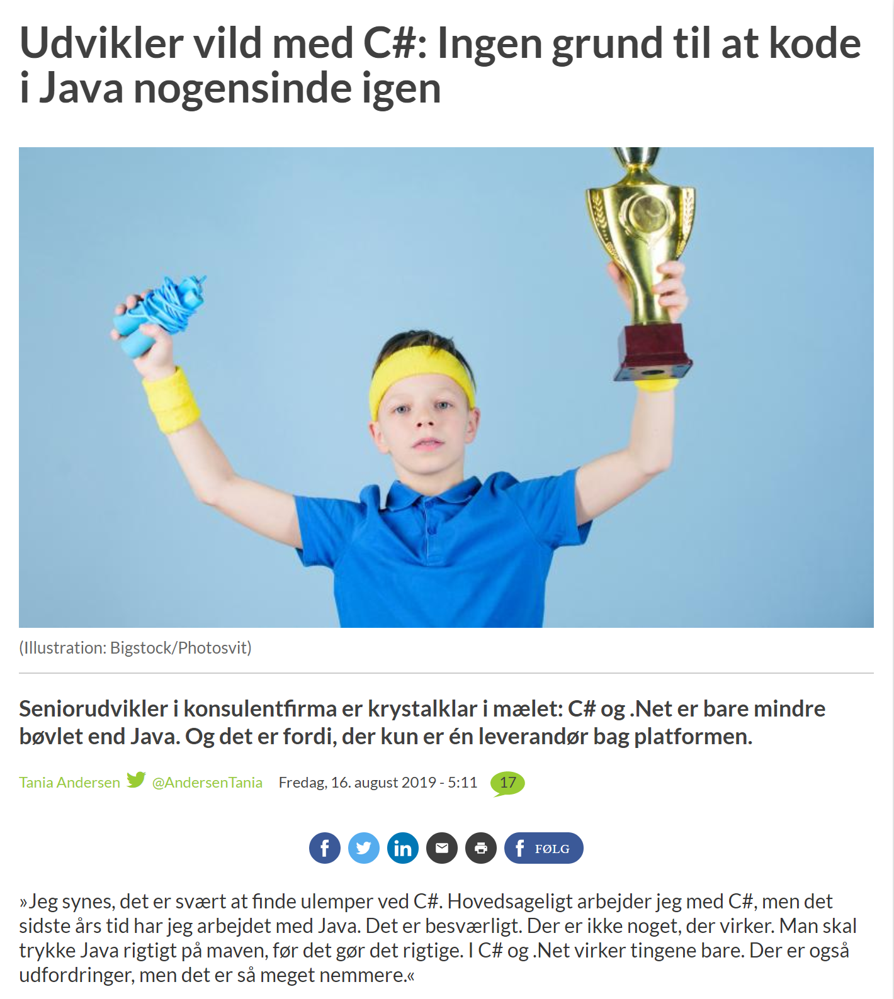 Udvikler vild med C#: Ingen grund til at kode
i Java nogensinde igen
(Illustration: Bigstock/Photosvit)
Seniorudvikler i konsulentfirma er krystalklar i mælet: C# og .Net er bare mindre
bøvlet end Java. Og det er fordi, der kun er én leverandør bag platformen.
Tania Andersen @AndersenTania Fredag, 16. august 2019 - 5:11 17
f in f FØLG
»Jeg synes, det er svært at finde ulemper ved C#. Hovedsageligt arbejder jeg med C#, men det
sidste års tid har jeg arbejdet med Java. Det er besværligt. Der er ikke noget, der virker. Man skal
trykke Java rigtigt på maven, før det gør det rigtige. I C# og .Net virker tingene bare. Der er også
udfordringer, men det er så meget nemmere.«